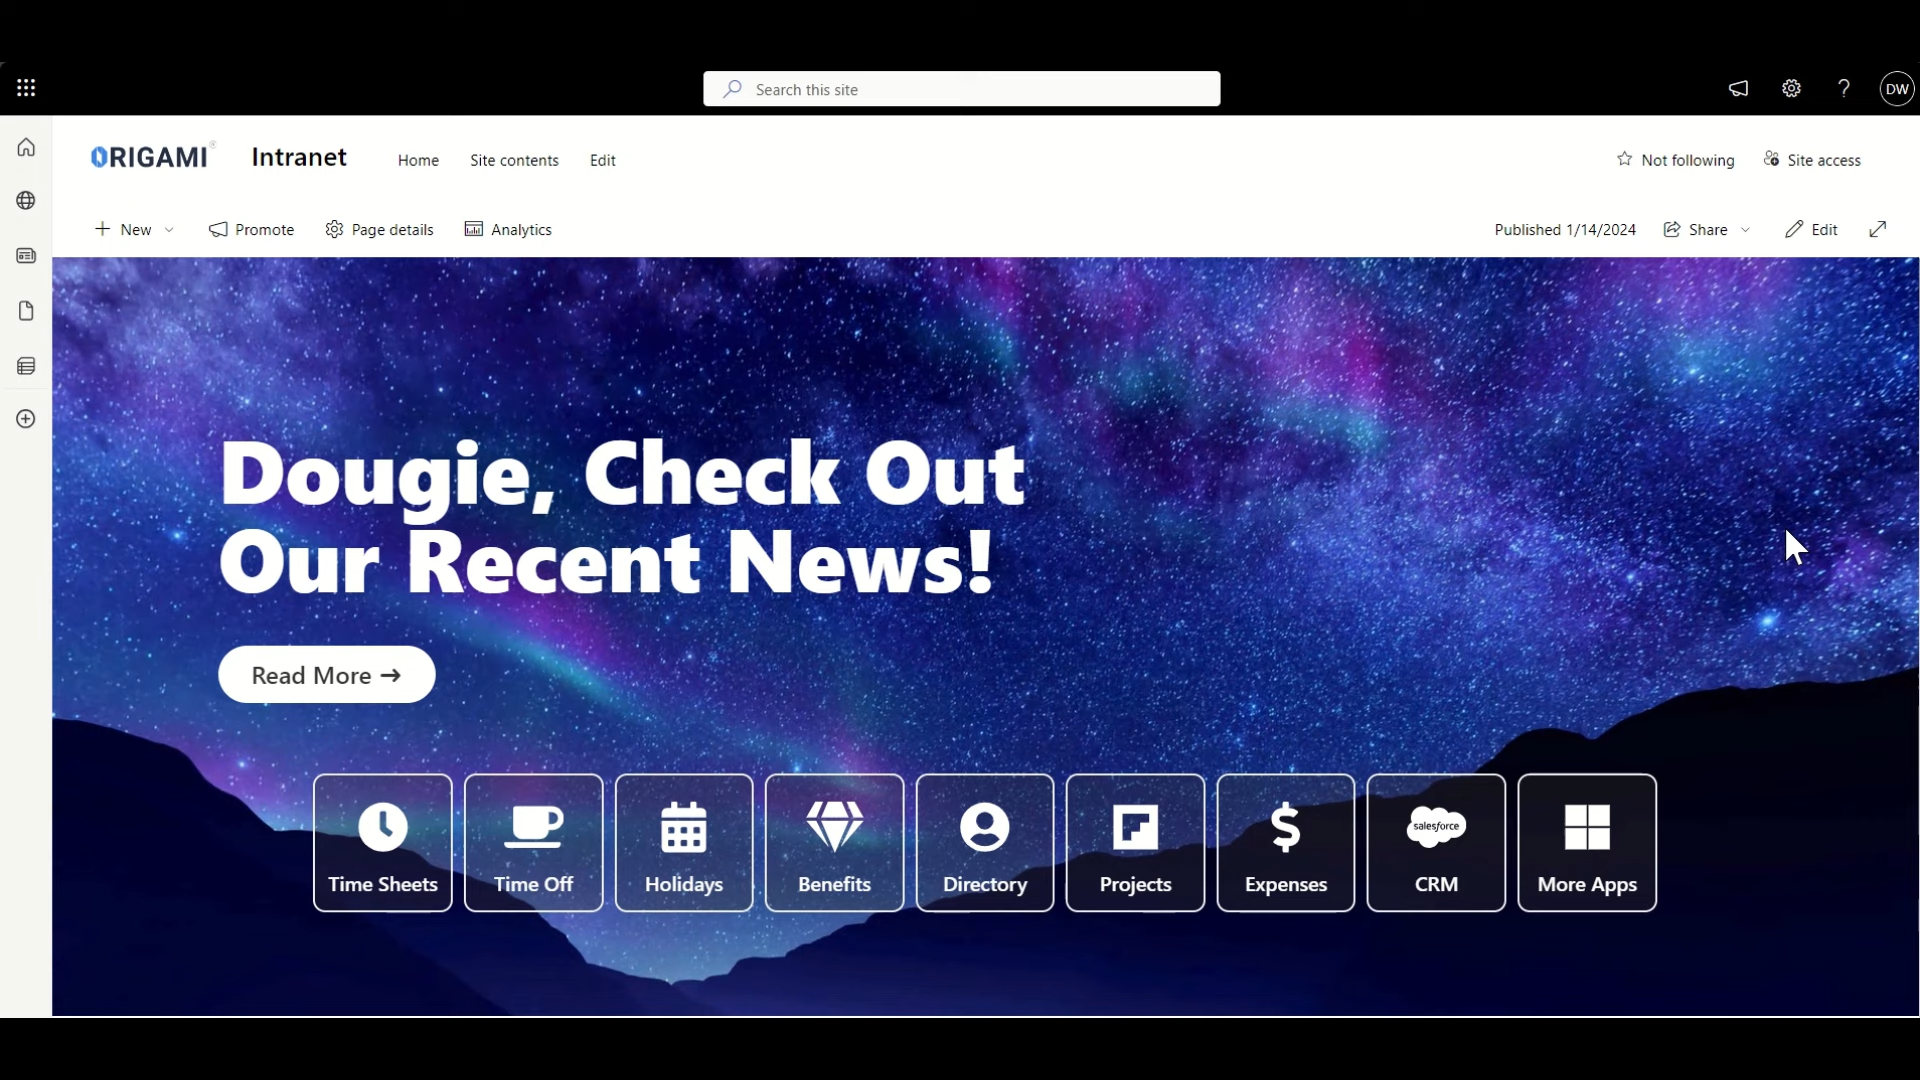 Search this site
DW
ORIGAMI®
Intranet
Home
Site contents
Edit
Not following
Site access
New
Promote
Page details
Analytics
Published 1/14/2024
Share
Edit
Dougie, Check Out
Our Recent News!
Read More →
Time Sheets
Time Off
Holidays
Benefits
Directory
Projects
Expenses
salesforce
CRM
More Apps